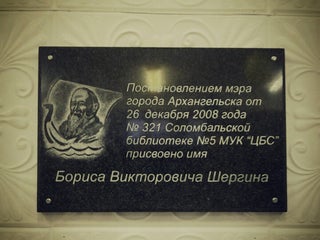 Постановлением мэра
города Архангельска от
26 декабря 2008 года
№ 321 Соломбальской
библиотеке №5 МУК "ЦБС"
присвоено имя
Бориса Викторовича Шергина